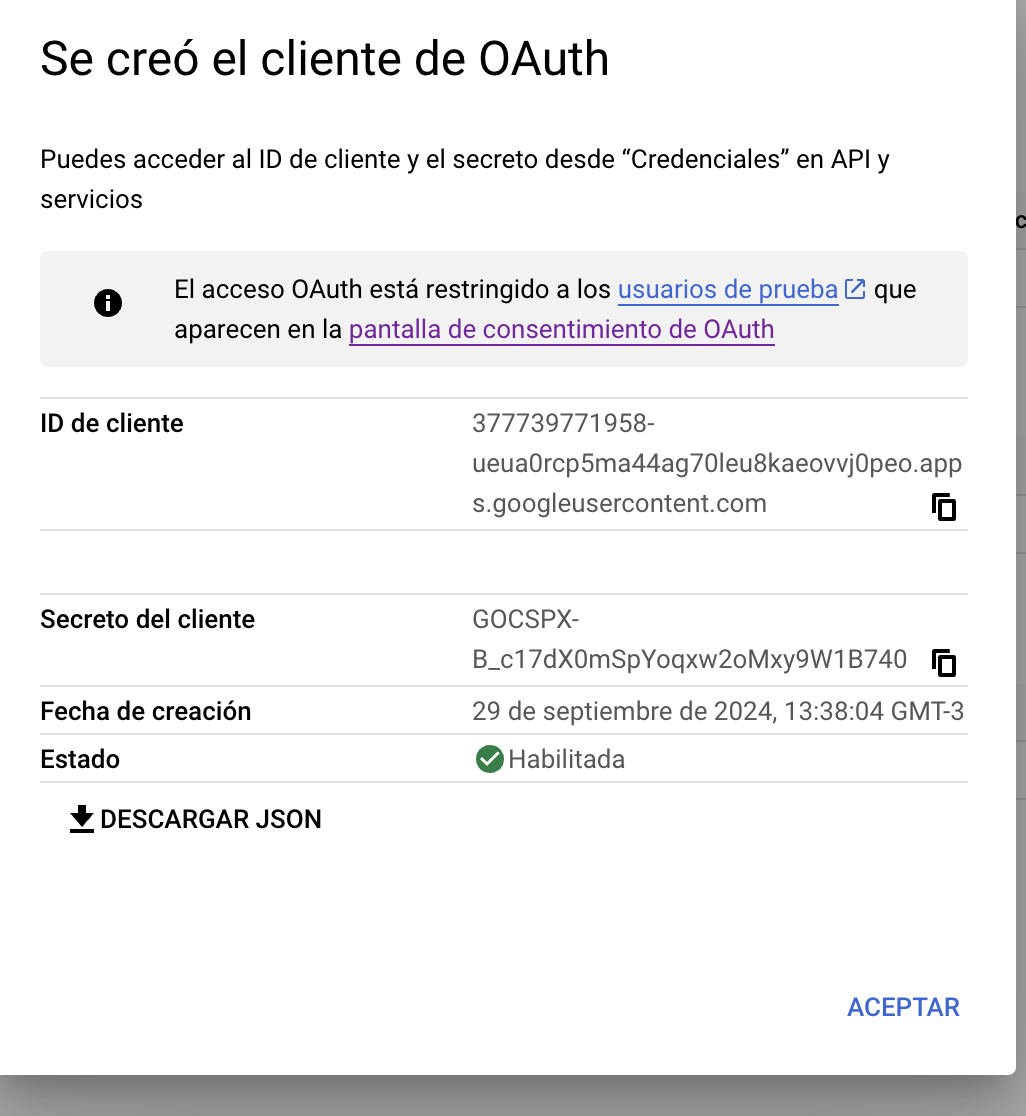 Se creó el cliente de OAuth
Puedes acceder al ID de cliente y el secreto desde “Credenciales” en API y
servicios
El acceso OAuth está restringido a los usuarios de prueba que
aparecen en la pantalla de consentimiento de OAuth
ID de cliente
377739771958-
ueua0rcp5ma44ag70leu8kaeovvj0peo.app
s.googleusercontent.com
Secreto del cliente
GOCSPX-
B_c17dX0mSpYoqxw2oMxy9W1B740
Fecha de creación
29 de septiembre de 2024, 13:38:04 GMT-3
Estado
Habilitada
DESCARGAR JSON
ACEPTAR